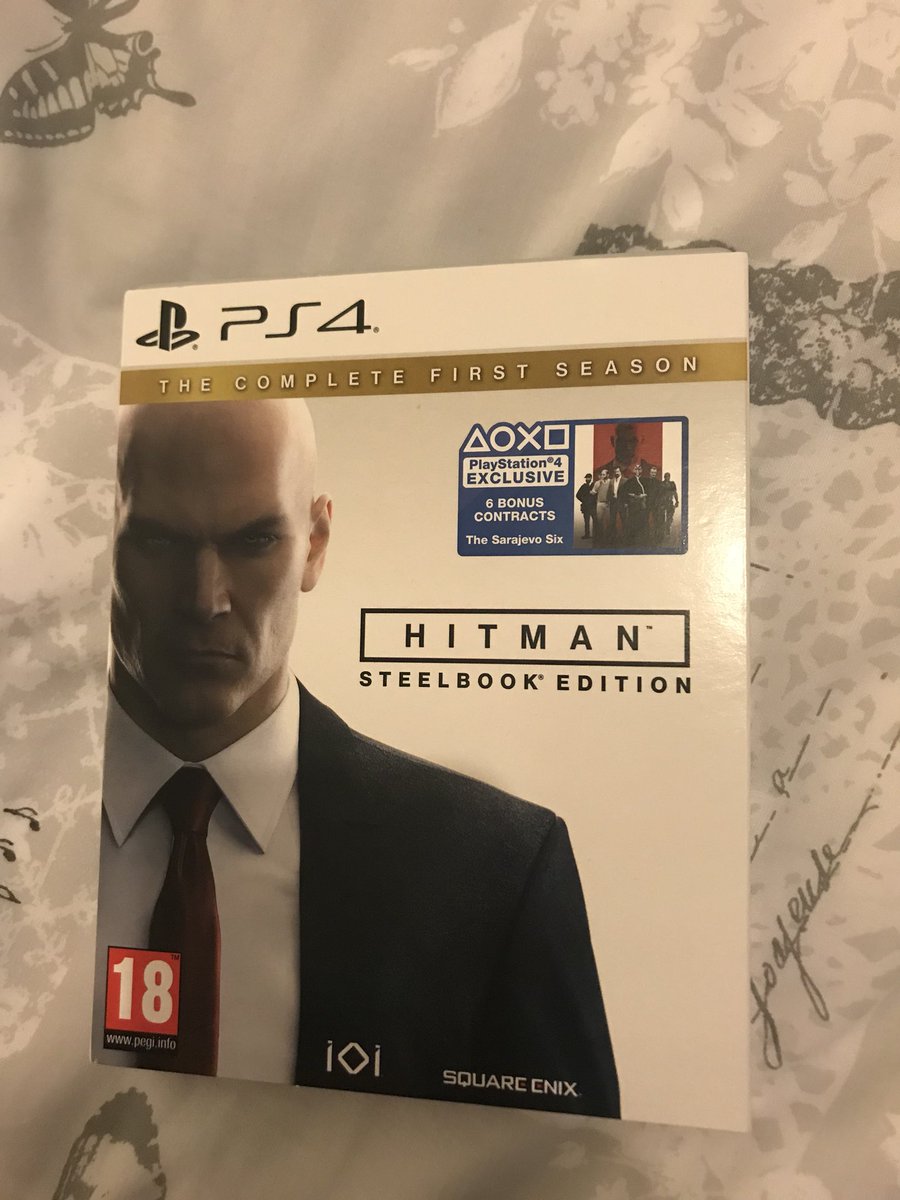 PS4
THE COMPLETE FIRST SEASON
PlayStation®4
EXCLUSIVE
6 BONUS
CONTRACTS
The Sarajevo Six
HITMAN™
STEELBOOK® EDITION
18™
www.pegi.info
iOi
SQUARE ENIX